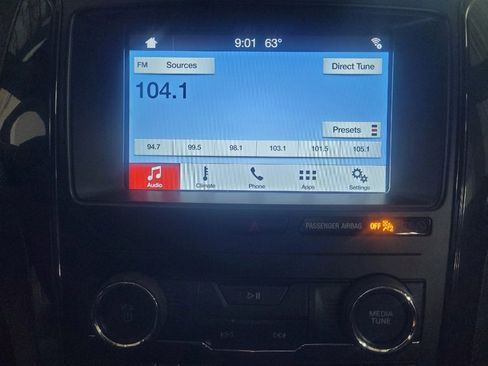 9:01 63°
FM Sources Direct Tune
104.1
Presets
94.7 99.5 98.1 103.1 101.5 105.1
Audio Climate Phone Apps Settings
PASSENGER AIRBAG OFF
MEDIA
TUNE